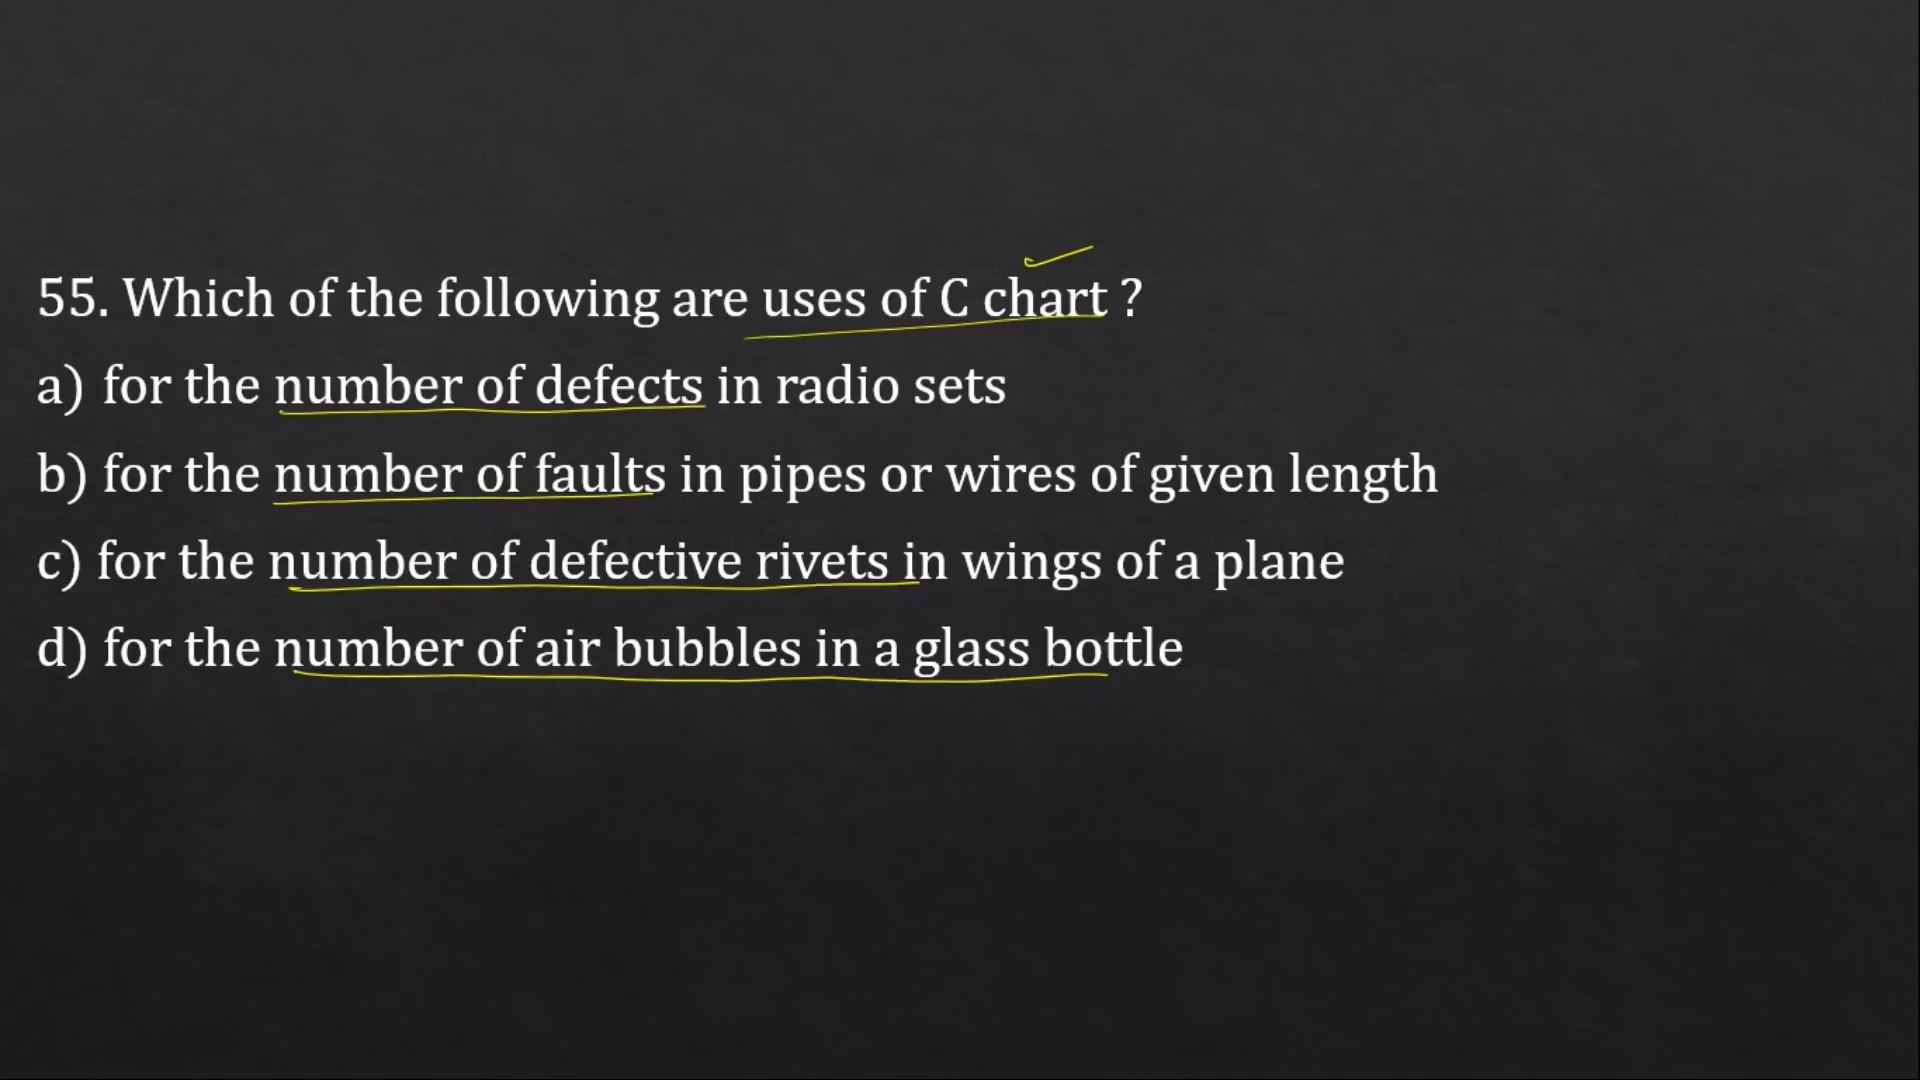 55. Which of the following are uses of C chart ?
a) for the number of defects in radio sets
b) for the number of faults in pipes or wires of given length
c) for the number of defective rivets in wings of a plane
d) for the number of air bubbles in a glass bottle